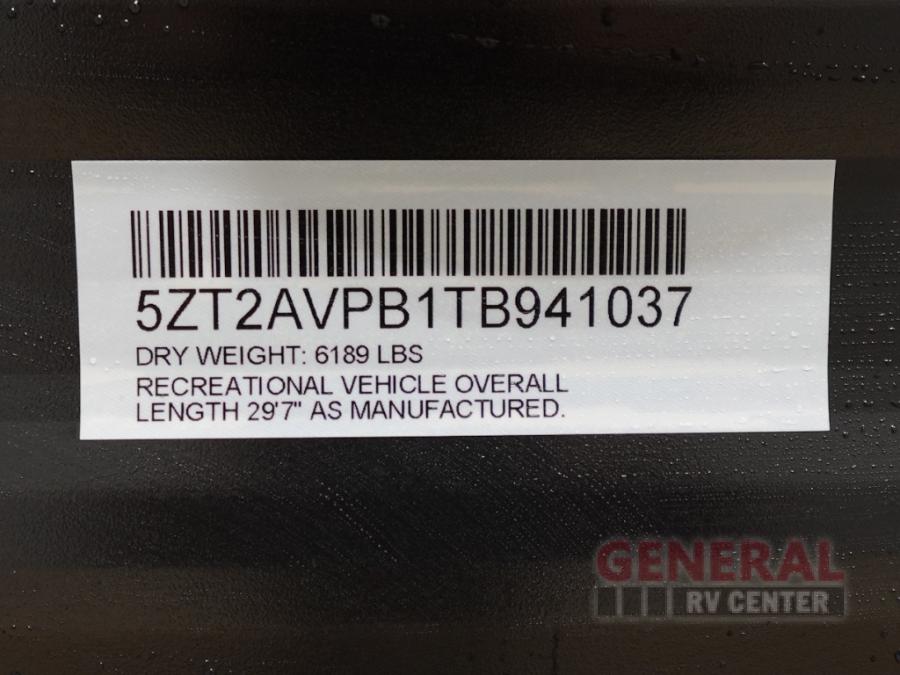 5ZT2AVPB1TB941037
DRY WEIGHT: 6189 LBS
RECREATIONAL VEHICLE OVERALL
LENGTH 29'7" AS MANUFACTURED.
GENERAL
RV CENTER